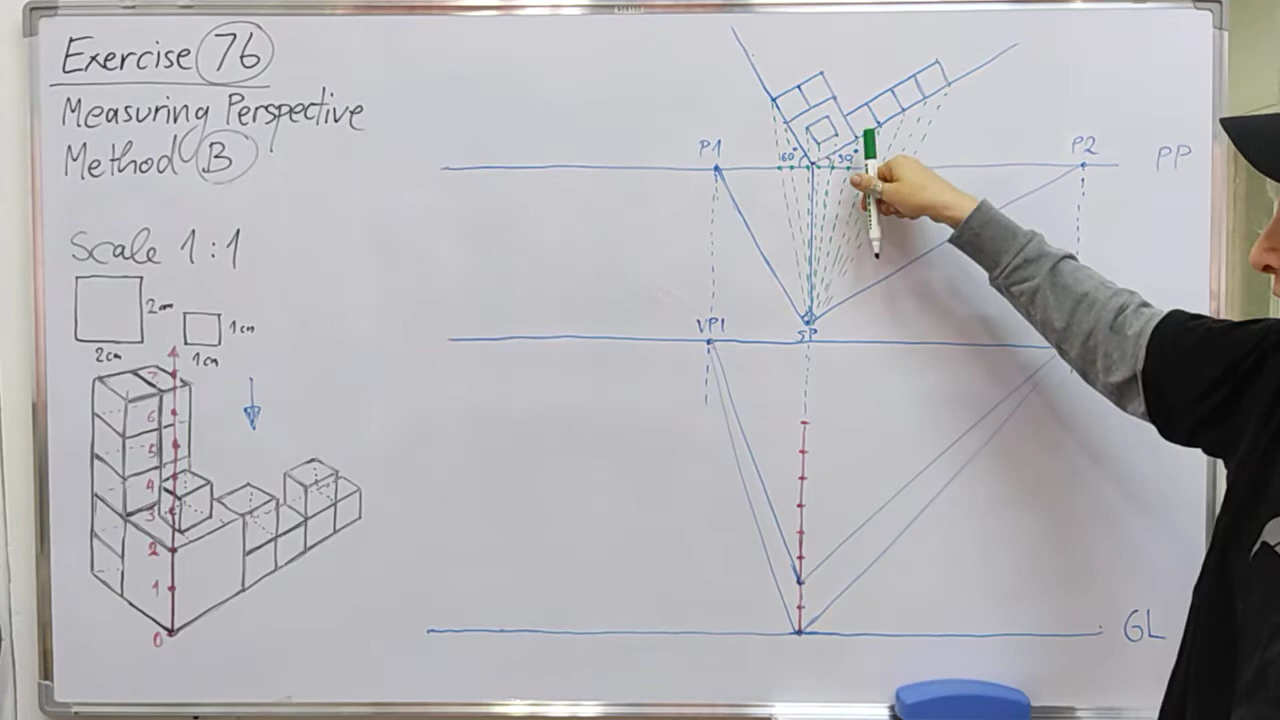 Exercise 76
Measuring Perspective
Method B
Scale 1:1
2cm
1cm
2cm
1cm
7
6
5
4
3
2
1
0
P1
60°
30°
P2
PP
VP1
SP
GL